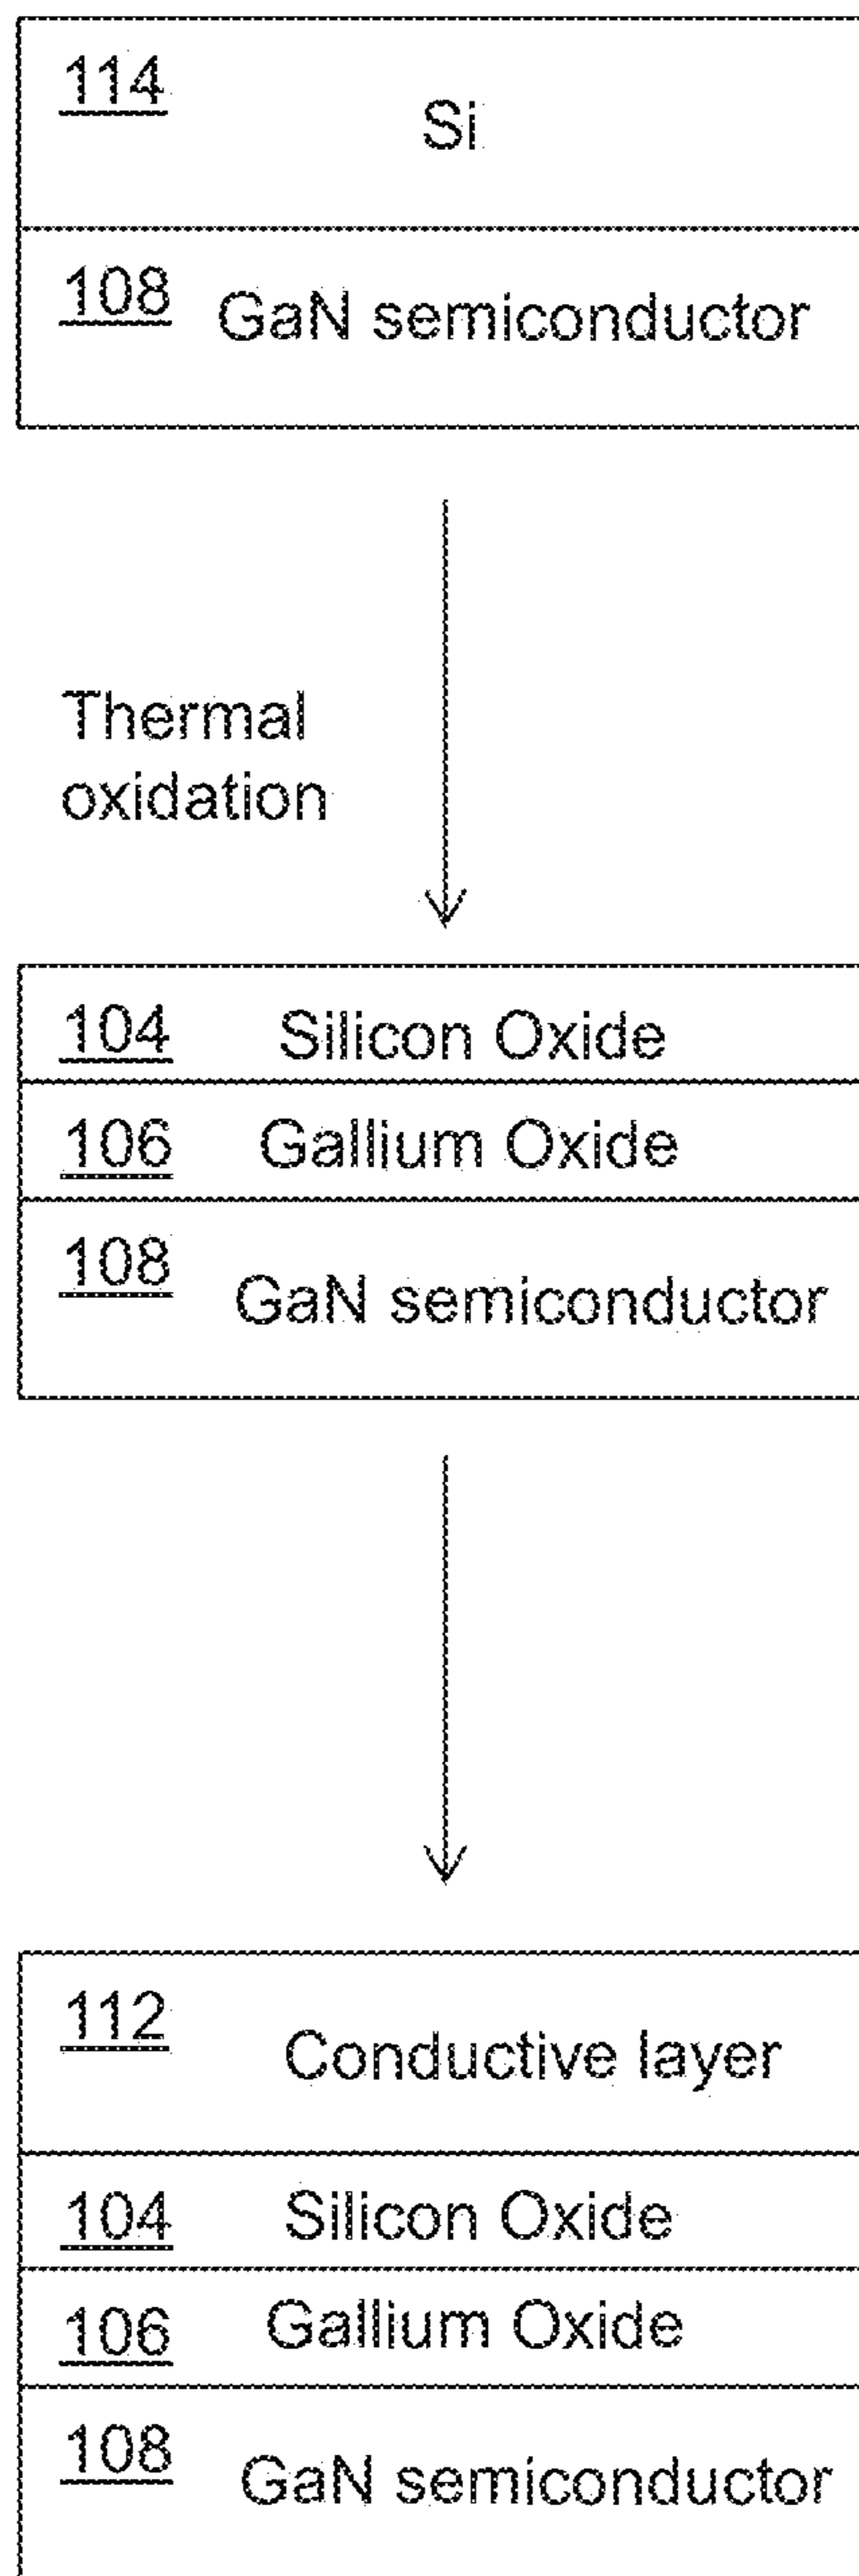 114
Si
108 GaN semiconductor
Thermal
oxidation
104 Silicon Oxide
106 Gallium Oxide
108
GaN semiconductor
112
Conductive layer
104 Silicon Oxide
106 Gallium Oxide
108
GaN semiconductor